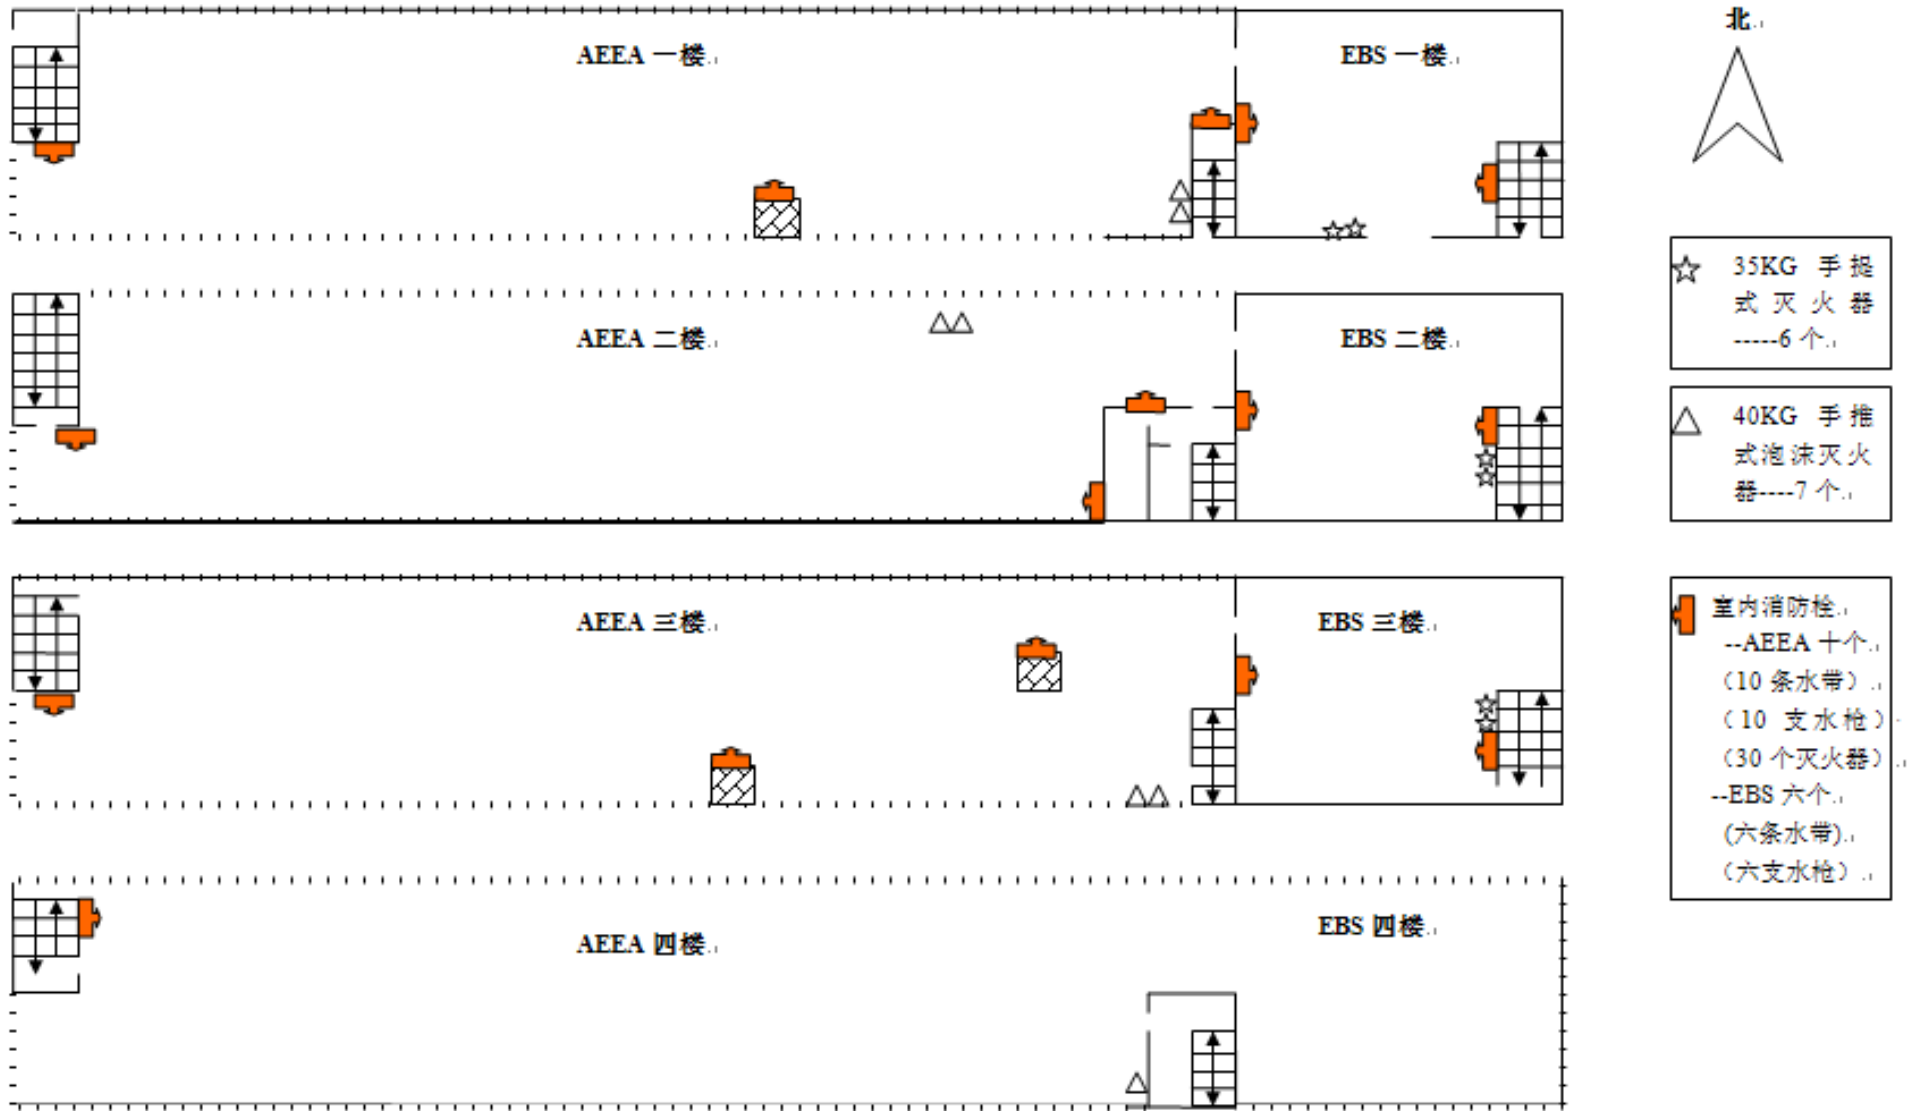 AEEA 一楼
EBS 一楼
北
AEEA 二楼
EBS 二楼
35KG 手提
式灭火器
-----6 个
40KG 手推
式泡沫灭火
器----7 个
AEEA 三楼
EBS 三楼
室内消防栓
--AEEA 十个
（10 条水带）
（10 支水枪）
（30 个灭火器）
--EBS 六个
(六条水带)
（六支水枪）
AEEA 四楼
EBS 四楼